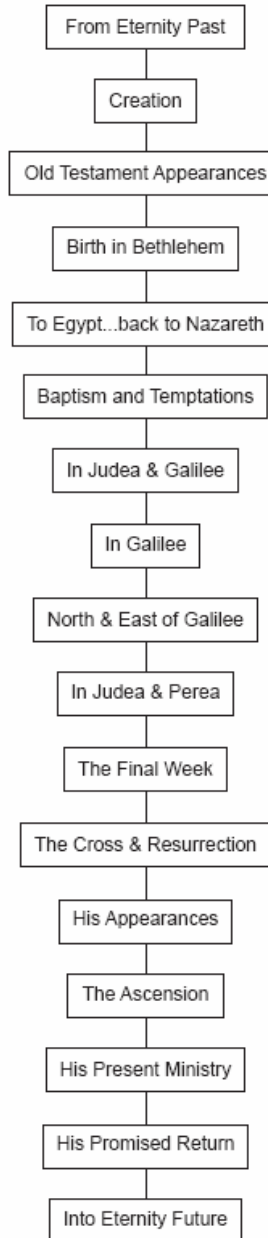 From Eternity Past
Creation
Old Testament Appearances
Birth in Bethlehem
To Egypt...back to Nazareth
Baptism and Temptations
In Judea & Galilee
In Galilee
North & East of Galilee
In Judea & Perea
The Final Week
The Cross & Resurrection
His Appearances
The Ascension
His Present Ministry
His Promised Return
Into Eternity Future